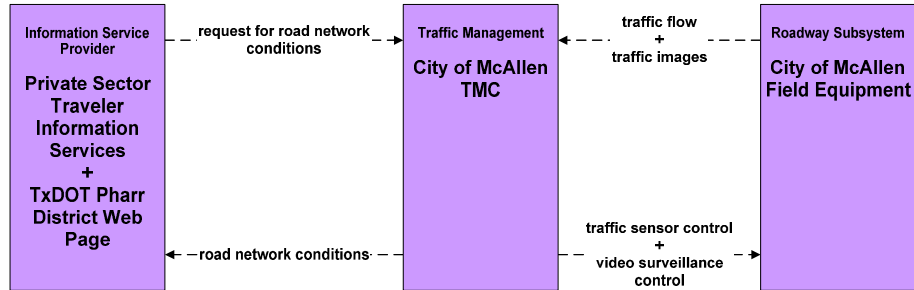 Information Service
Provider
Private Sector
Traveler
Information
Services
+
TxDOT Pharr
District Web
Page
request for road network
conditions
road network conditions
Traffic Management
City of McAllen
TMC
traffic flow
+
traffic images
traffic sensor control
+
video surveillance
control
Roadway Subsystem
City of McAllen
Field Equipment